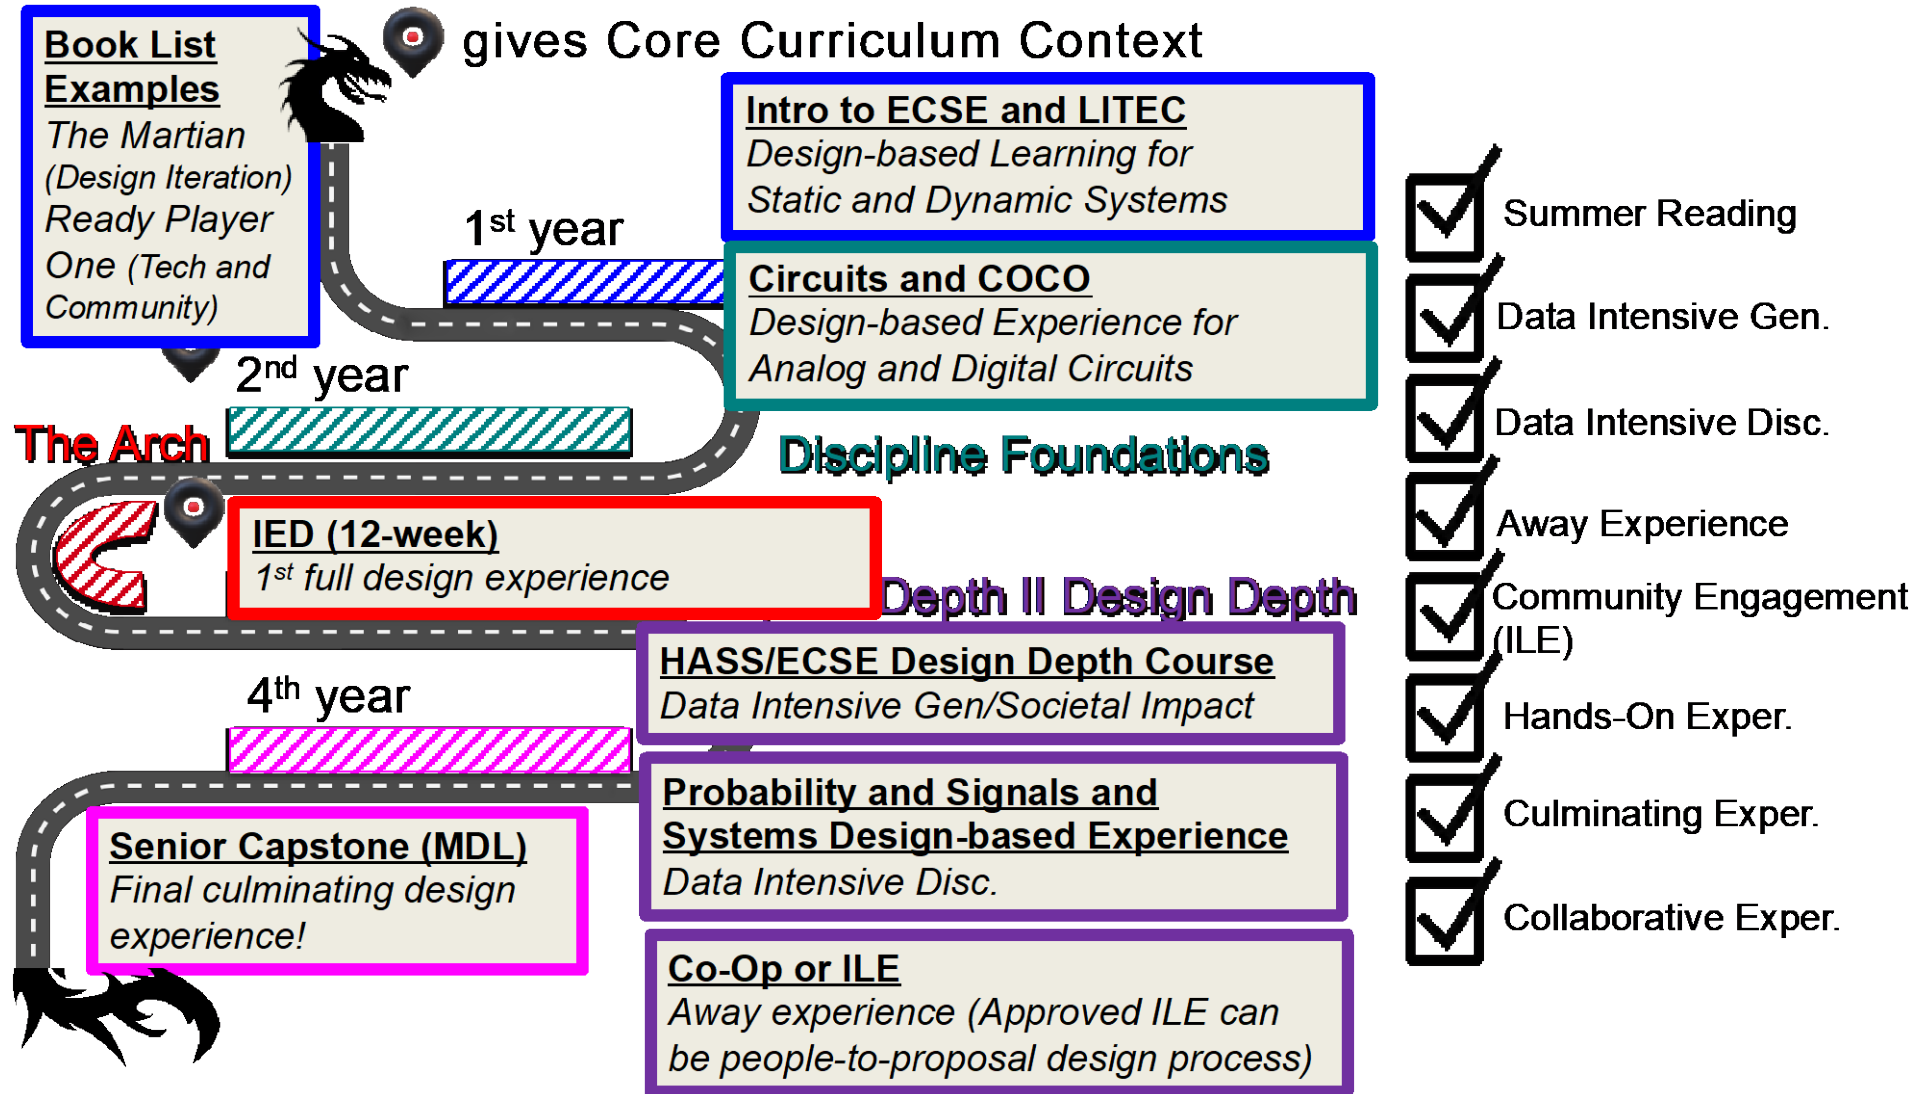 Book List
Examples
The Martian
(Design Iteration)
Ready Player
One (Tech and
Community)
gives Core Curriculum Context
Intro to ECSE and LITEC
Design-based Learning for
Static and Dynamic Systems
1st year
Circuits and COCO
Design-based Experience for
Analog and Digital Circuits
2nd year
The Arch
Discipline Foundations
IED (12-week)
1st full design experience
Depth II Design Depth
HASS/ECSE Design Depth Course
Data Intensive Gen/Societal Impact
4th year
Probability and Signals and
Systems Design-based Experience
Data Intensive Disc.
Senior Capstone (MDL)
Final culminating design
experience!
Co-Op or ILE
Away experience (Approved ILE can
be people-to-proposal design process)
Summer Reading
Data Intensive Gen.
Data Intensive Disc.
Away Experience
Community Engagement
(ILE)
Hands-On Exper.
Culminating Exper.
Collaborative Exper.